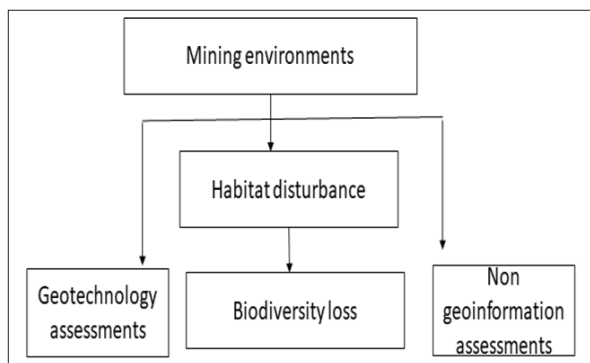 Mining environments
Habitat disturbance
Geotechnology
assessments
Biodiversity loss
Non
geoinformation
assessments